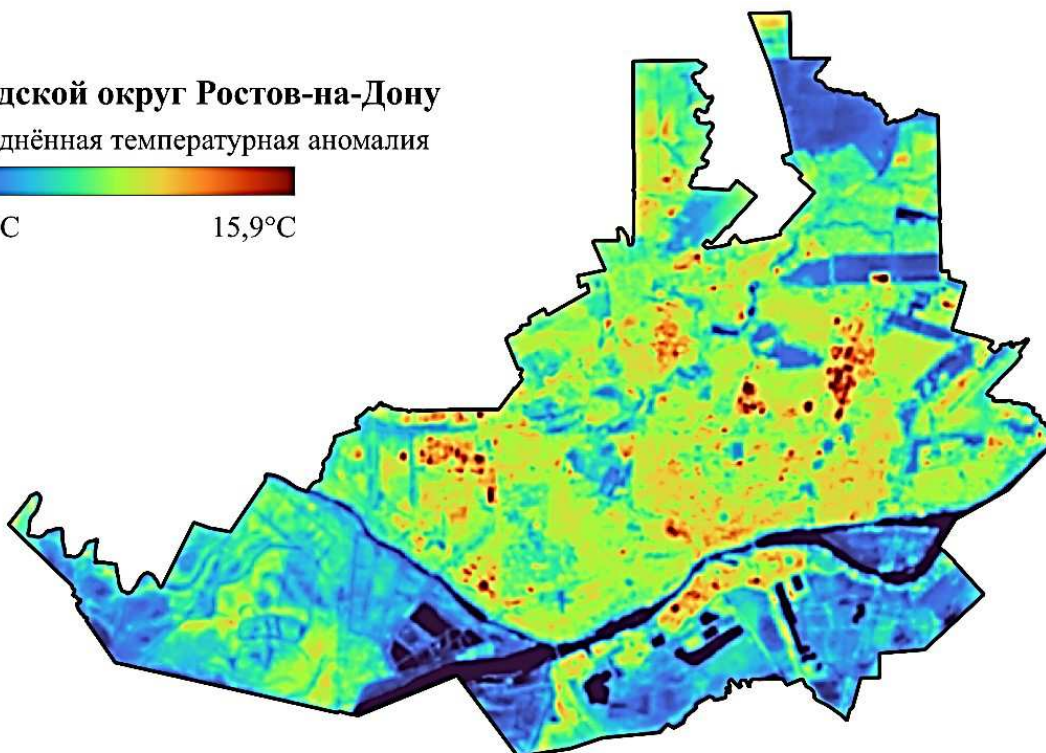 дской округ Ростов-на-Дону
днённая температурная аномалия
С 15,9°С